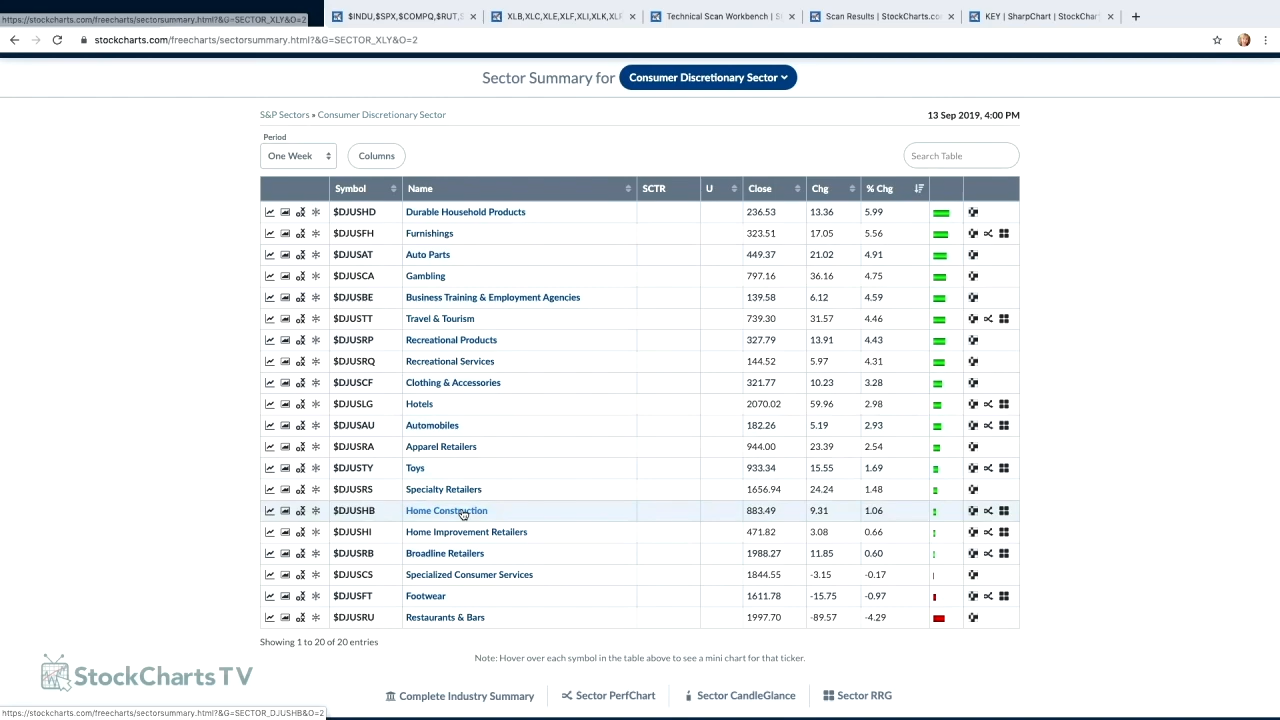 https://stockcharts.com/freecharts/sectorsummary.html?&G=SECTOR_XLY&O=2
$INDU,$SPX,$COMPQ,$RUT,$ × XLB,XLC,XLE,XLF,XLI,XLK,XLP × Technical Scan Workbench | St × Scan Results | StockCharts.co × KEY | SharpChart | StockChart × +
stockcharts.com/freecharts/sectorsummary.html?&G=SECTOR_XLY&O=2
Sector Summary for Consumer Discretionary Sector
S&P Sectors » Consumer Discretionary Sector 13 Sep 2019, 4:00 PM
Period
One Week Columns Search Table
Symbol Name SCTR U Close Chg % Chg
$DJUSHD Durable Household Products 236.53 13.36 5.99
$DJUSFH Furnishings 323.51 17.05 5.56
$DJUSAT Auto Parts 449.37 21.02 4.91
$DJUSCA Gambling 797.16 36.16 4.75
$DJUSBE Business Training & Employment Agencies 139.58 6.12 4.59
$DJUSTT Travel & Tourism 739.30 31.57 4.46
$DJUSRP Recreational Products 327.79 13.91 4.43
$DJUSRQ Recreational Services 144.52 5.97 4.31
$DJUSCF Clothing & Accessories 321.77 10.23 3.28
$DJUSLG Hotels 2070.02 59.96 2.98
$DJUSAU Automobiles 182.26 5.19 2.93
$DJUSRA Apparel Retailers 944.00 23.39 2.54
$DJUSTY Toys 933.34 15.55 1.69
$DJUSRS Specialty Retailers 1656.94 24.24 1.48
$DJUSHB Home Construction 883.49 9.31 1.06
$DJUSHI Home Improvement Retailers 471.82 3.08 0.66
$DJUSRB Broadline Retailers 1988.27 11.85 0.60
$DJUSCS Specialized Consumer Services 1844.55 -3.15 -0.17
$DJUSFT Footwear 1611.78 -15.75 -0.97
$DJUSRU Restaurants & Bars 1997.70 -89.57 -4.29
Showing 1 to 20 of 20 entries
Note: Hover over each symbol in the table above to see a mini chart for that ticker.
StockCharts TV
Complete Industry Summary Sector PerfChart Sector CandleGlance Sector RRG
https://stockcharts.com/freecharts/sectorsummary.html?&G=SECTOR_DJUSHB&O=2